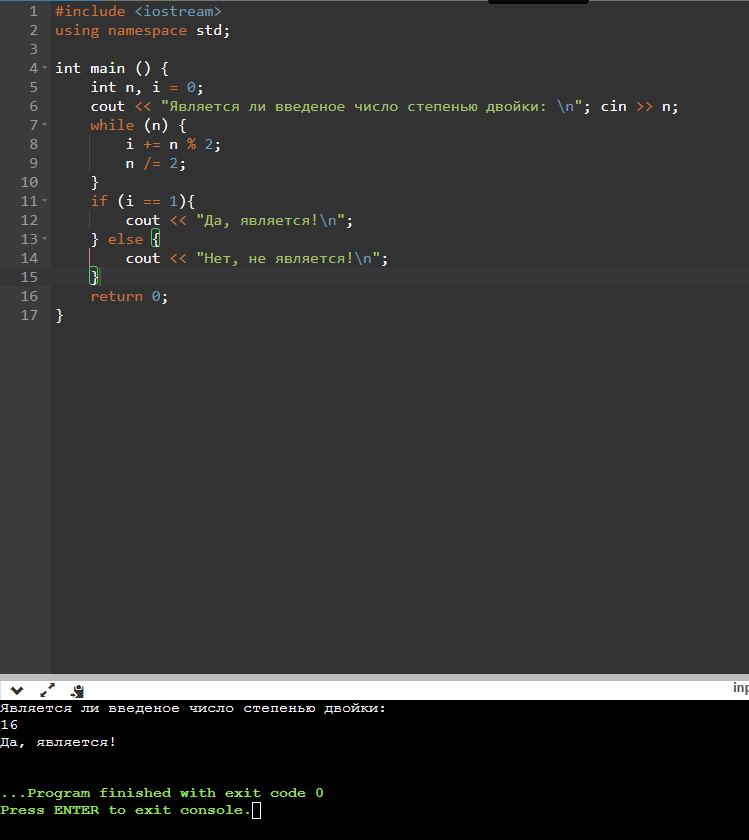 1 #include <iostream>
2 using namespace std;
3
4 int main () {
5 int n, i = 0;
6 cout << "Является ли введеное число степенью двойки: \n"; cin >> n;
7 while (n) {
8 i += n % 2;
9 n /= 2;
10 }
11 if (i == 1){
12 cout << "Да, является!\n";
13 } else {
14 cout << "Нет, не является!\n";
15 }
16 return 0;
17 }
inp
Является ли введеное число степенью двойки:
16
Да, является!
...Program finished with exit code 0
Press ENTER to exit console.